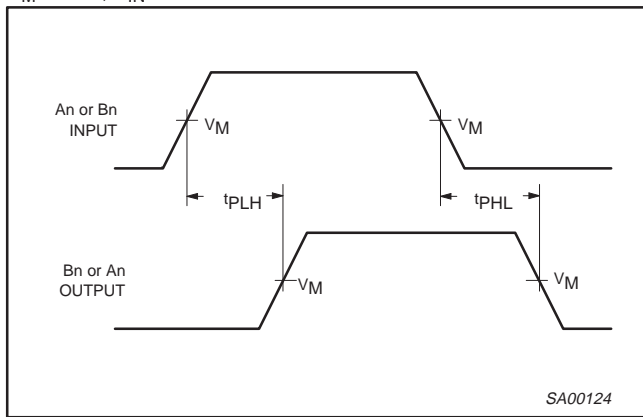 An or Bn
INPUT
VM
VM
tPLH
tPHL
Bn or An
OUTPUT
VM
VM
SA00124